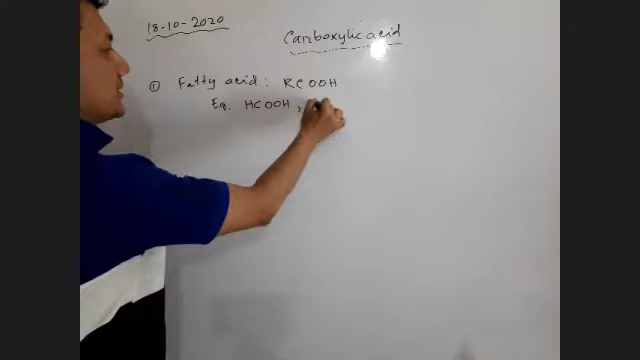 18-10-2020
Carboxylic acid
① Fatty acid : RCOOH
Eg. HCOOH ,